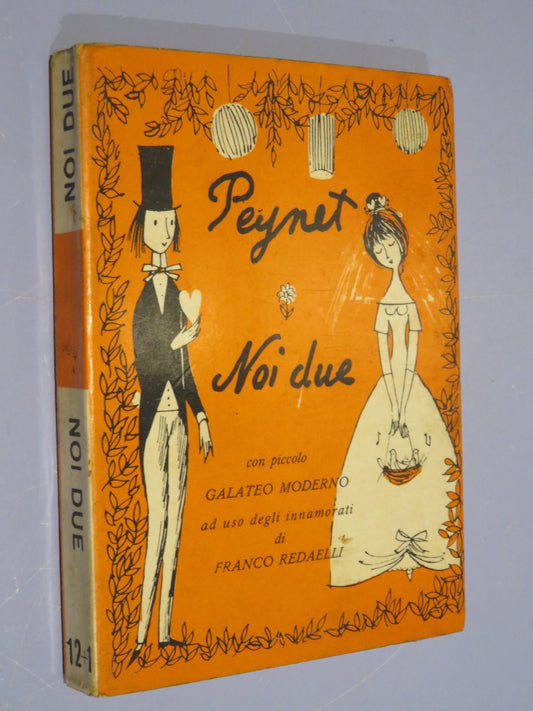 Peynet
Noi due
con piccolo
GALATEO MODERNO
ad uso degli innamorati
di
FRANCO REDAELLI
NOI DUE
NOI DUE
12+1